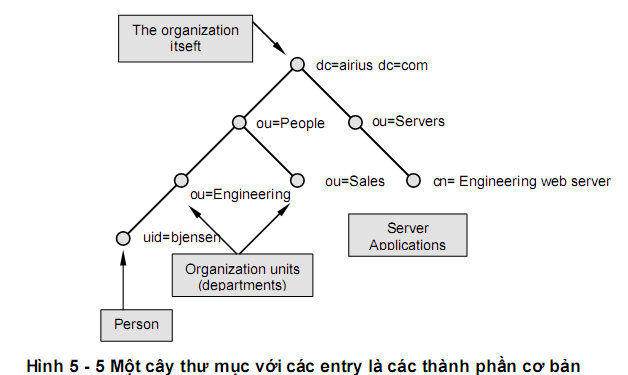 The organization
itseft
dc=airius dc=com
ou=People
ou=Servers
ou=Engineering
ou=Sales
cn= Engineering web server
uid=bjensen
Server
Applications
Organization units
(departments)
Person
Hình 5 - 5 Một cây thư mục với các entry là các thành phần cơ bản